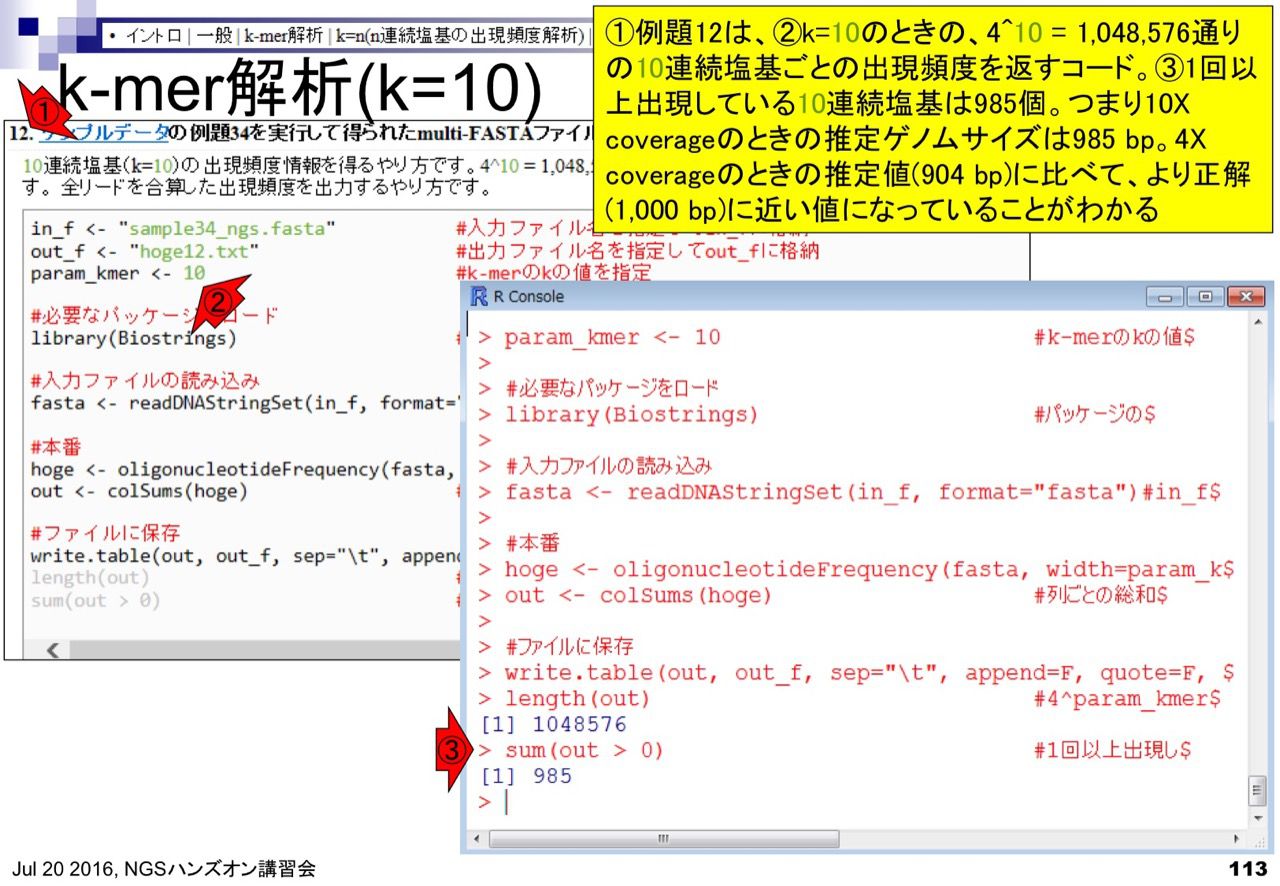 • イントロ | 一般 | k-mer解析 | k=n(n連続塩基の出現頻度解析) |
k-mer解析(k=10)
①例題12は、②k=10のときの、4^10 = 1,048,576通り
の10連続塩基ごとの出現頻度を返すコード。③1回以
上出現している10連続塩基は985個。つまり10X
coverageのときの推定ゲノムサイズは985 bp。4X
coverageのときの推定値(904 bp)に比べて、より正解
(1,000 bp)に近い値になっていることがわかる
①
12. サンプルデータの例題34を実行して得られたmulti-FASTAファイル
10連続塩基(k=10)の出現頻度情報を得るやり方です。4^10 = 1,048,
す。全リードを合算した出現頻度を出力するやり方です。
in_f <- "sample34_ngs.fasta" #入力ファイル名
out_f <- "hoge12.txt" #出力ファイル名を指定してout_fに格納
param_kmer <- 10 #k-merのkの値を指定
②
#必要なパッケージをロード
library(Biostrings) #
#入力ファイルの読み込み
fasta <- readDNAStringSet(in_f, format="
#本番
hoge <- oligonucleotideFrequency(fasta,
out <- colSums(hoge) #
#ファイルに保存
write.table(out, out_f, sep="\t", appen
length(out) #
sum(out > 0) #
R Console
> param_kmer <- 10 #k-merのkの値$
>
> #必要なパッケージをロード
> library(Biostrings) #パッケージの$
>
> #入力ファイルの読み込み
> fasta <- readDNAStringSet(in_f, format="fasta")#in_f$
>
> #本番
> hoge <- oligonucleotideFrequency(fasta, width=param_k$
> out <- colSums(hoge) #列ごとの総和$
>
> #ファイルに保存
> write.table(out, out_f, sep="\t", append=F, quote=F, $
> length(out) #4^param_kmer$
[1] 1048576
③
> sum(out > 0) #1回以上出現し$
[1] 985
>
Jul 20 2016, NGSハンズオン講習会
113